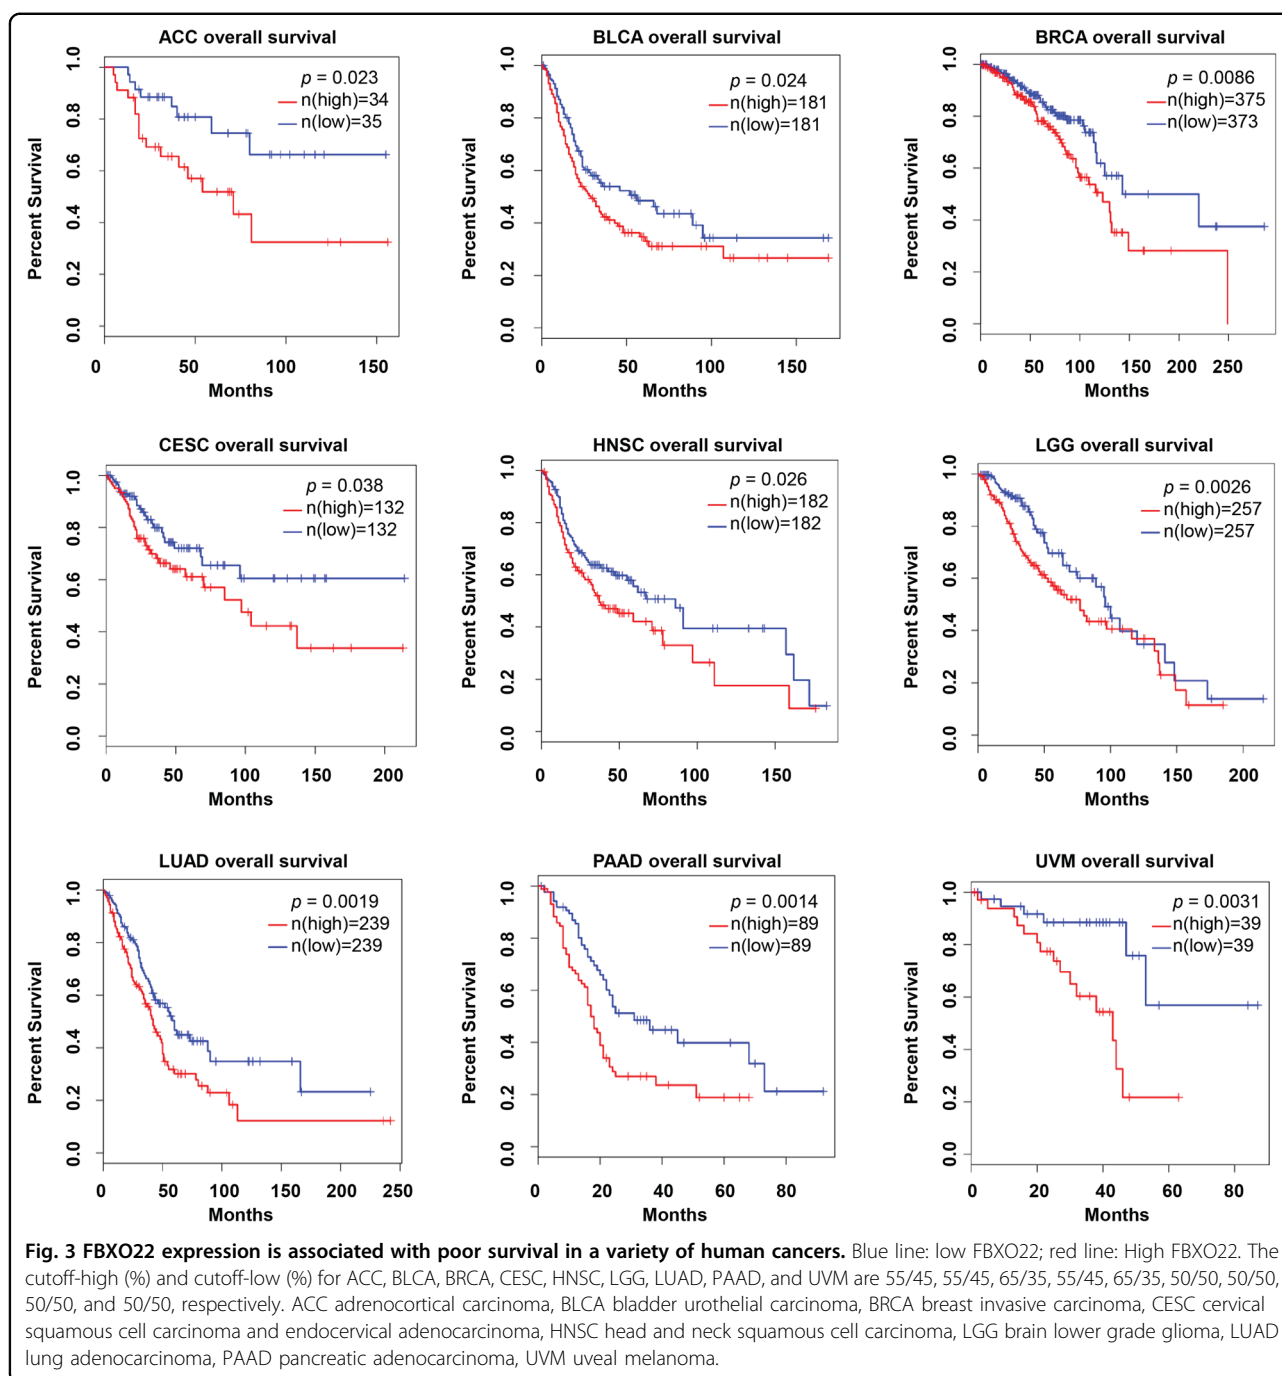 ACC overall survival
p = 0.023
n(high)=34
n(low)=35
Percent Survival
0.0 0.2 0.4 0.6 0.8 1.0
0 50 100 150
Months
BLCA overall survival
p = 0.024
n(high)=181
n(low)=181
Percent Survival
0.0 0.2 0.4 0.6 0.8 1.0
0 50 100 150
Months
BRCA overall survival
p = 0.0086
n(high)=375
n(low)=373
Percent Survival
0.0 0.2 0.4 0.6 0.8 1.0
0 50 100 150 200 250
Months
CESC overall survival
p = 0.038
n(high)=132
n(low)=132
Percent Survival
0.0 0.2 0.4 0.6 0.8 1.0
0 50 100 150 200
Months
HNSC overall survival
p = 0.026
n(high)=182
n(low)=182
Percent Survival
0.0 0.2 0.4 0.6 0.8 1.0
0 50 100 150
Months
LGG overall survival
p = 0.0026
n(high)=257
n(low)=257
Percent Survival
0.0 0.2 0.4 0.6 0.8 1.0
0 50 100 150 200
Months
LUAD overall survival
p = 0.0019
n(high)=239
n(low)=239
Percent Survival
0.0 0.2 0.4 0.6 0.8 1.0
0 50 100 150 200 250
Months
PAAD overall survival
p = 0.0014
n(high)=89
n(low)=89
Percent Survival
0.0 0.2 0.4 0.6 0.8 1.0
0 20 40 60 80
Months
UVM overall survival
p = 0.0031
n(high)=39
n(low)=39
Percent Survival
0.0 0.2 0.4 0.6 0.8 1.0
0 20 40 60 80
Months
Fig. 3 FBXO22 expression is associated with poor survival in a variety of human cancers. Blue line: low FBXO22; red line: High FBXO22. The
cutoff-high (%) and cutoff-low (%) for ACC, BLCA, BRCA, CESC, HNSC, LGG, LUAD, PAAD, and UVM are 55/45, 55/45, 65/35, 55/45, 65/35, 50/50, 50/50,
50/50, and 50/50, respectively. ACC adrenocortical carcinoma, BLCA bladder urothelial carcinoma, BRCA breast invasive carcinoma, CESC cervical
squamous cell carcinoma and endocervical adenocarcinoma, HNSC head and neck squamous cell carcinoma, LGG brain lower grade glioma, LUAD
lung adenocarcinoma, PAAD pancreatic adenocarcinoma, UVM uveal melanoma.